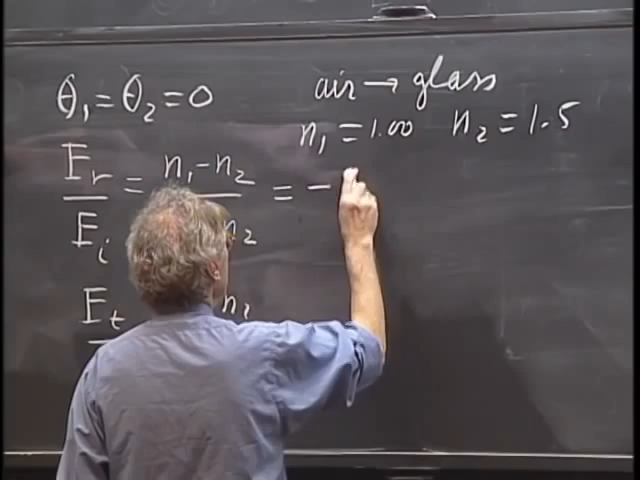 θ₁ = θ₂ = 0
air → glass
n₁ = 1.00 n₂ = 1.5
E_r / E_i = n₁ - n₂ / n₂ = -
E_t n₂